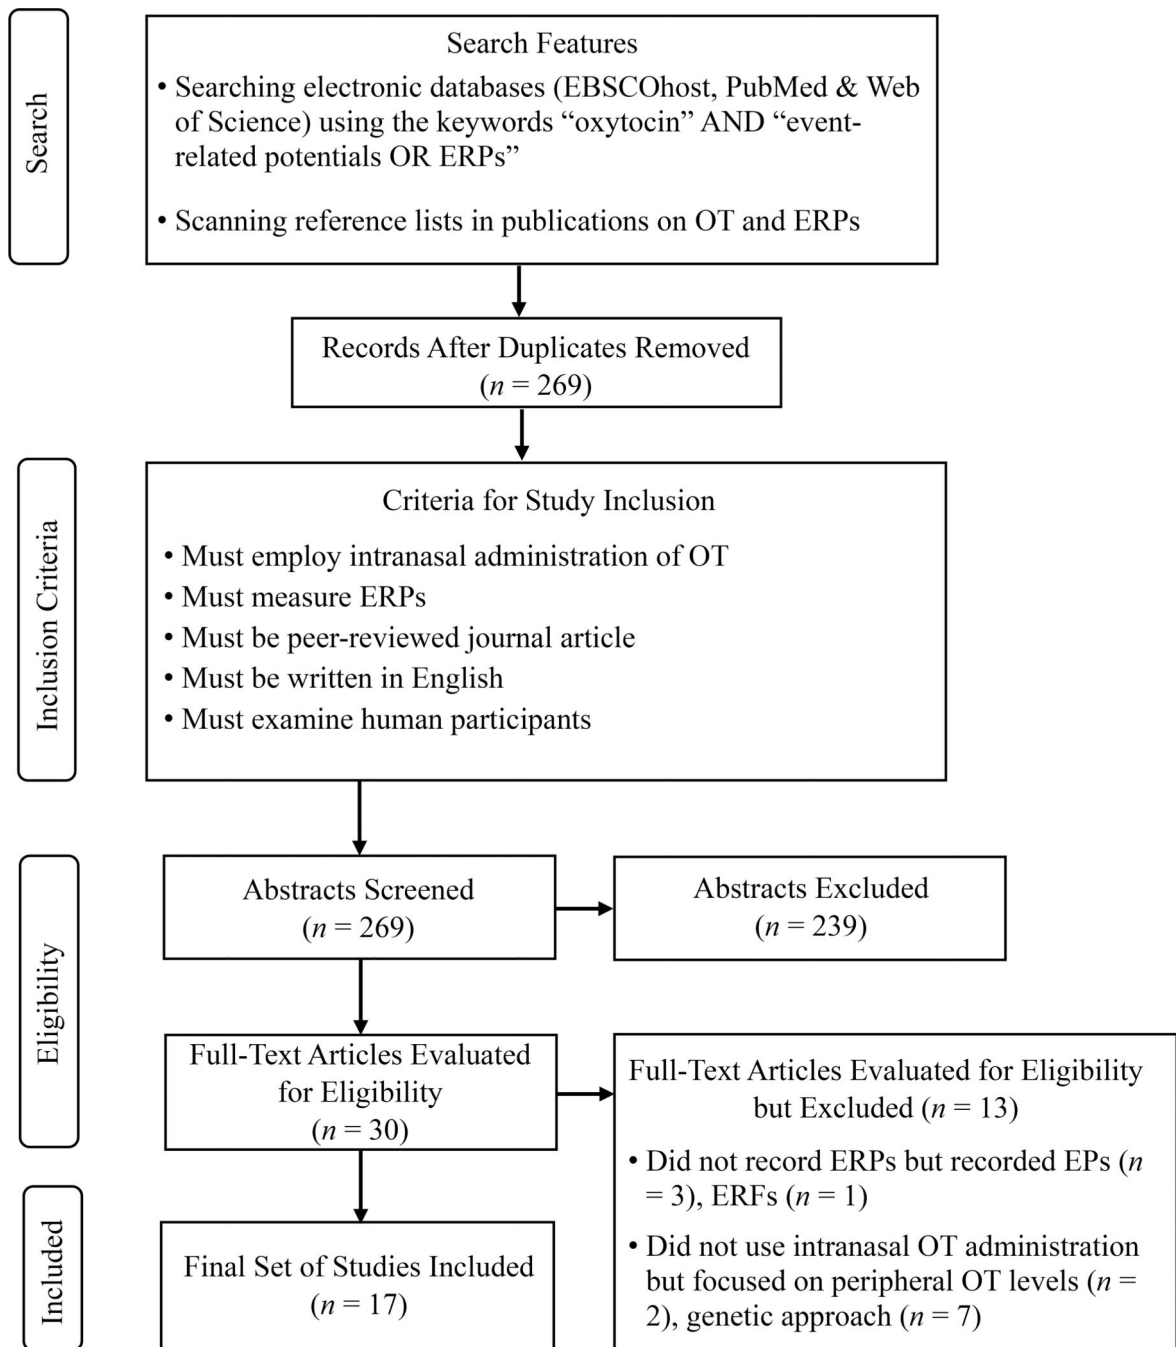 Search
Search Features
• Searching electronic databases (EBSCOhost, PubMed & Web
of Science) using the keywords “oxytocin” AND “event-
related potentials OR ERPs”
• Scanning reference lists in publications on OT and ERPs
Records After Duplicates Removed
(n = 269)
Inclusion Criteria
Criteria for Study Inclusion
• Must employ intranasal administration of OT
• Must measure ERPs
• Must be peer-reviewed journal article
• Must be written in English
• Must examine human participants
Eligibility
Abstracts Screened
(n = 269)
Abstracts Excluded
(n = 239)
Full-Text Articles Evaluated
for Eligibility
(n = 30)
Full-Text Articles Evaluated for Eligibility
but Excluded (n = 13)
• Did not record ERPs but recorded EPs (n
= 3), ERFs (n = 1)
• Did not use intranasal OT administration
but focused on peripheral OT levels (n =
2), genetic approach (n = 7)
Included
Final Set of Studies Included
(n = 17)